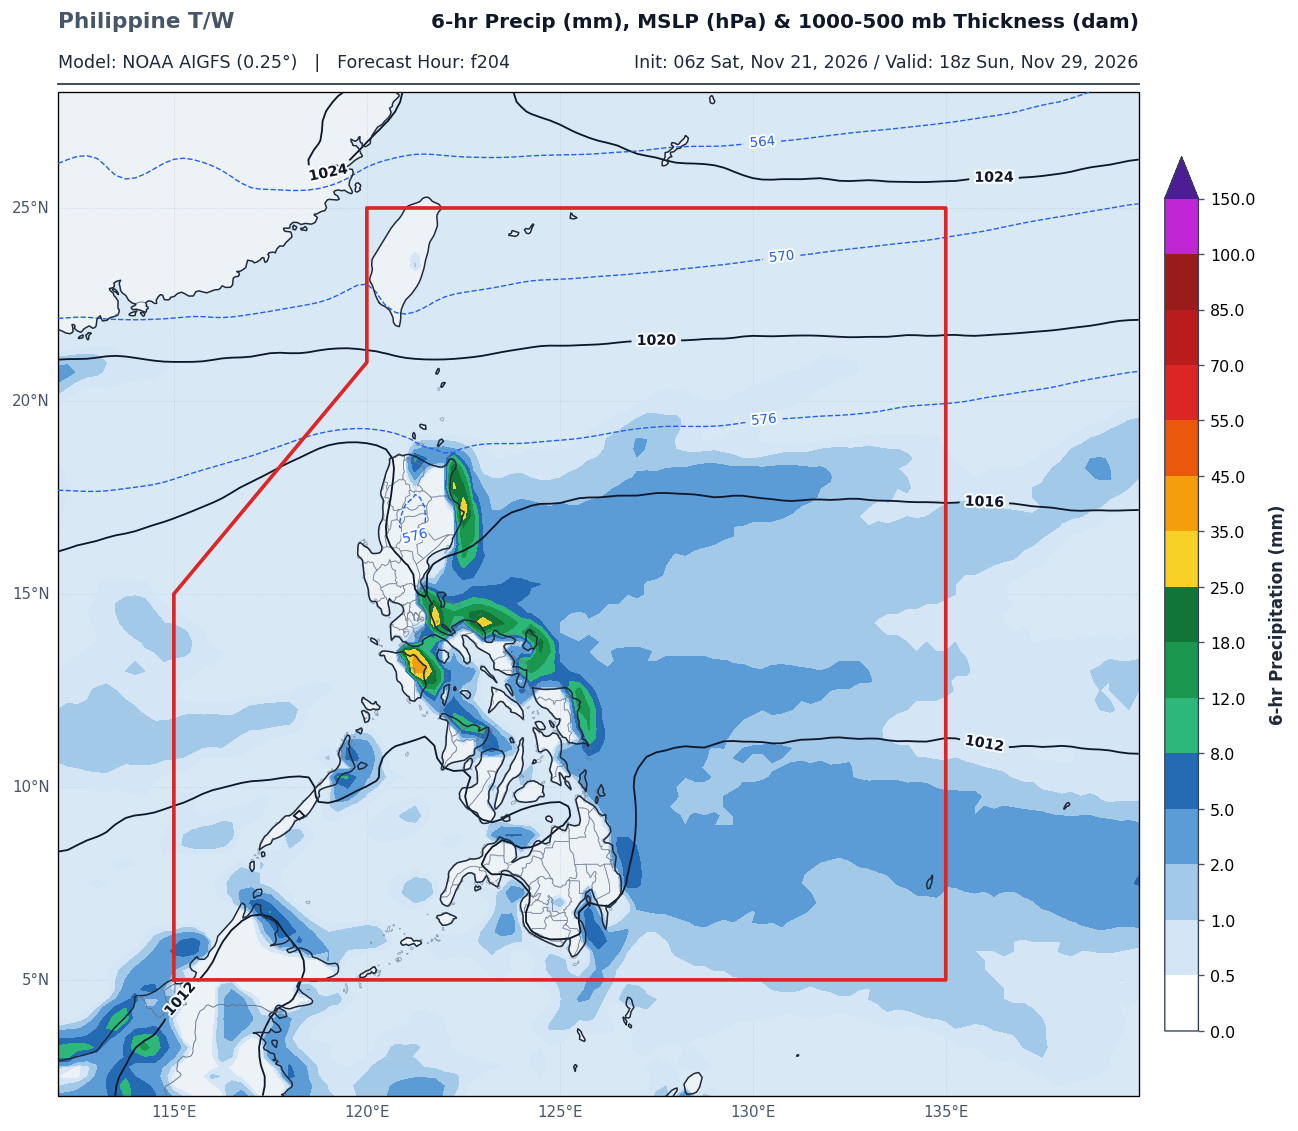 Philippine T/W
6-hr Precip (mm), MSLP (hPa) & 1000-500 mb Thickness (dam)
Model: NOAA AIGFS (0.25°) | Forecast Hour: f204
Init: 06z Sat, Nov 21, 2026 / Valid: 18z Sun, Nov 29, 2026
564
1024
1024
25°N
570
1020
20°N
576
1016
576
15°N
1012
10°N
5°N
1012
115°E
120°E
125°E
130°E
135°E
150.0
100.0
85.0
70.0
55.0
45.0
35.0
25.0
18.0
12.0
8.0
5.0
2.0
1.0
0.5
0.0
6-hr Precipitation (mm)